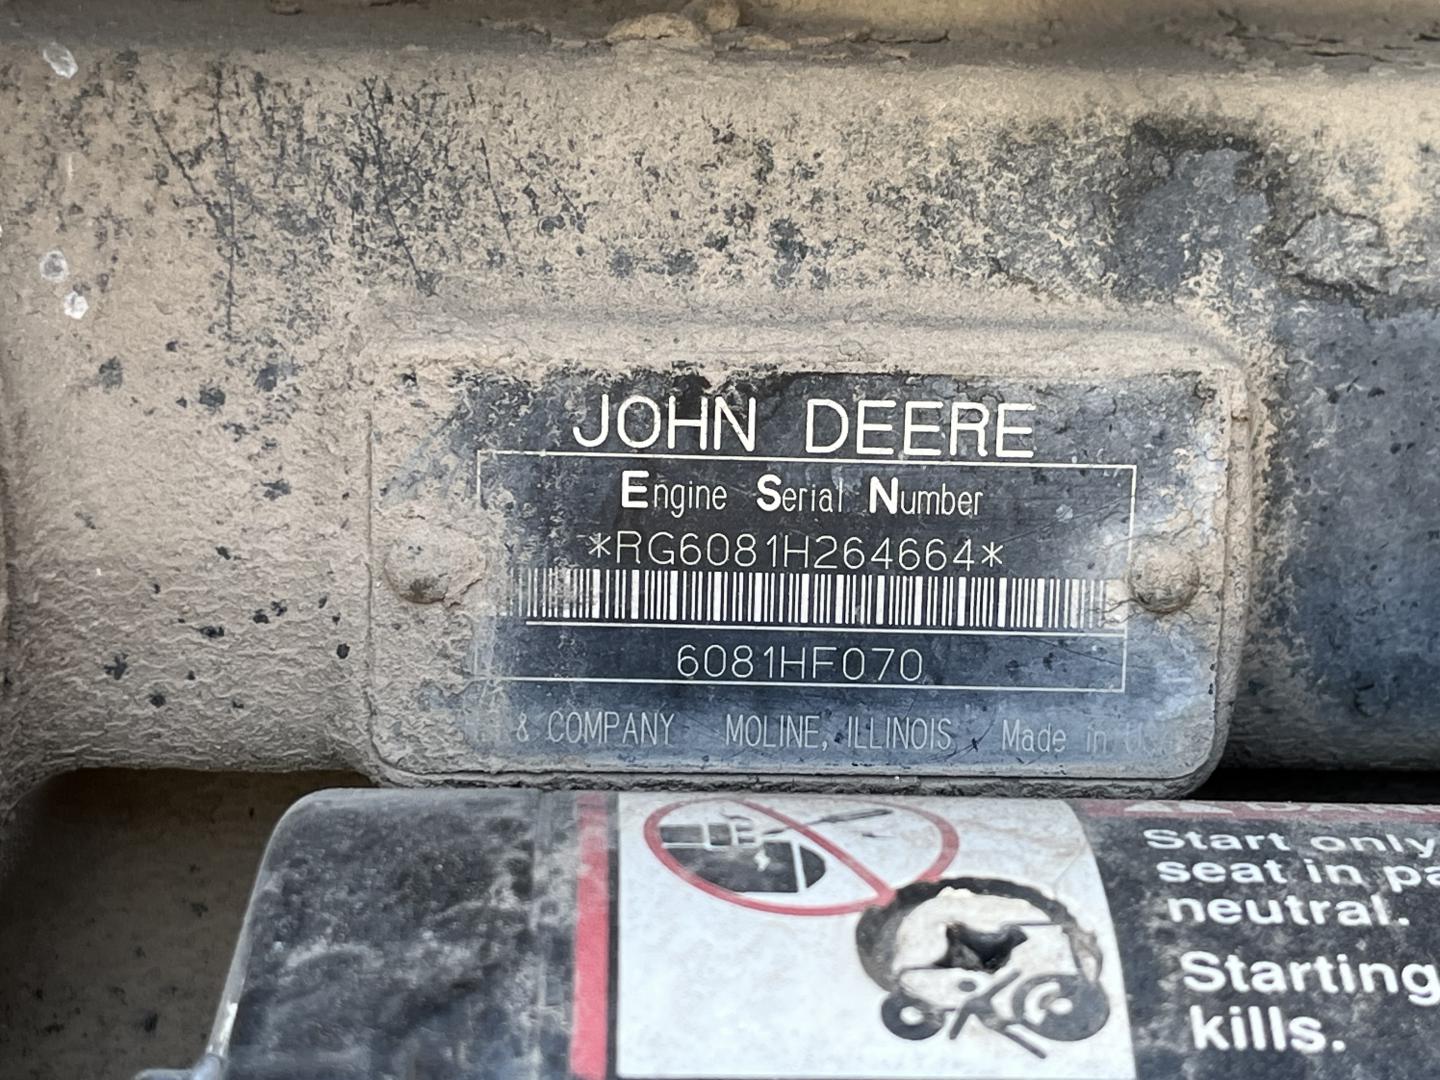 JOHN DEERE
Engine Serial Number
*RG6081H264664*
6081HF070
& COMPANY MOLINE, ILLINOIS Made in
Start only
seat in
neutral.
Starting
kills.